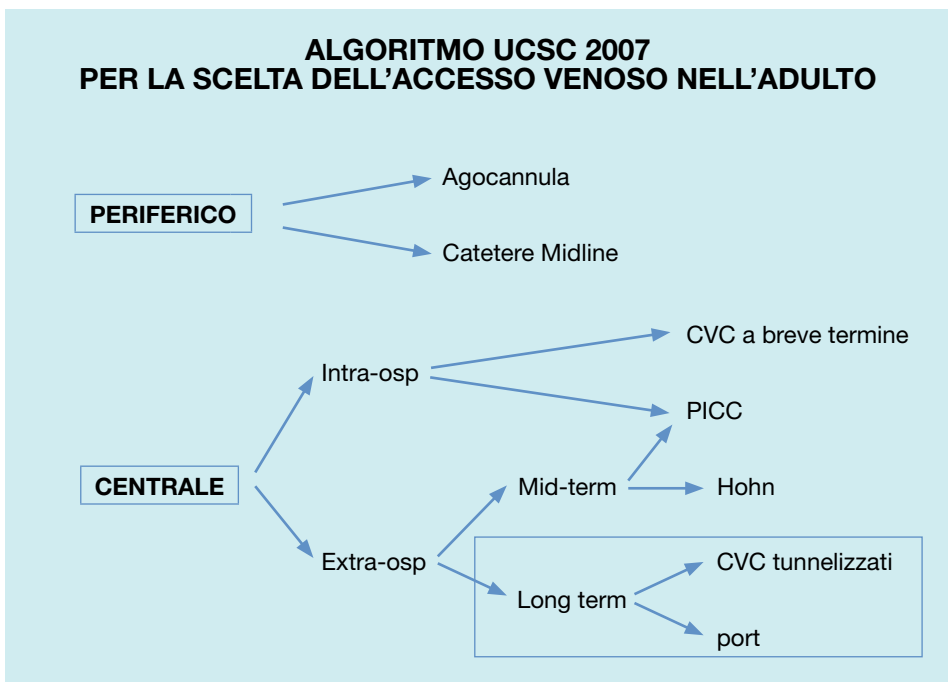 ALGORITMO UCSC 2007
PER LA SCELTA DELL'ACCESSO VENOSO NELL'ADULTO
Agocannula
PERIFERICO
Catetere Midline
CVC a breve termine
Intra-osp
PICC
CENTRALE
Mid-term
Hohn
Extra-osp
CVC tunnelizzati
Long term
port